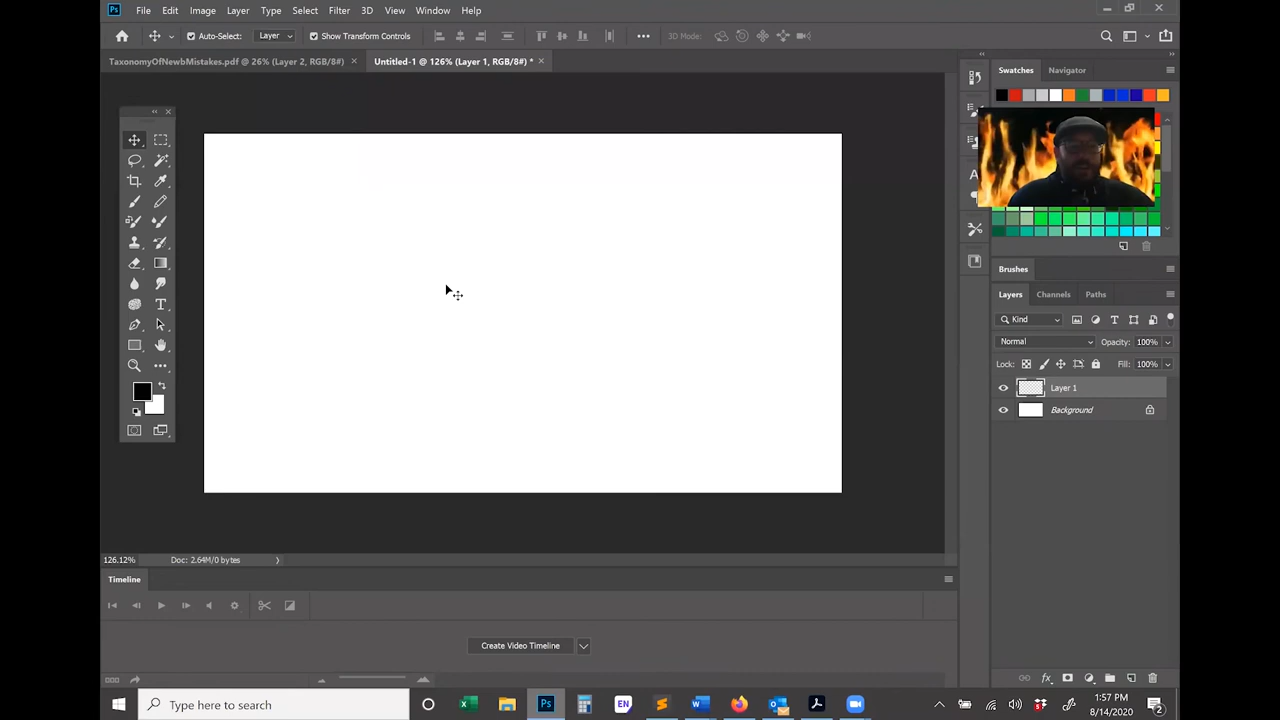 Ps File Edit Image Layer Type Select Filter 3D View Window Help
Auto-Select: Layer Show Transform Controls 3D Mode:
TaxonomyOfNewbMistakes.pdf @ 26% (Layer 2, RGB/8#) × Untitled-1 @ 126% (Layer 1, RGB/8#) * ×
Swatches Navigator
Brushes
Layers Channels Paths
Kind
Normal Opacity: 100%
Lock: Fill: 100%
Layer 1
Background
126.12% Doc: 2.64M/0 bytes
Timeline
Create Video Timeline
Type here to search
Ps
EN
1:57 PM
8/14/2020
2